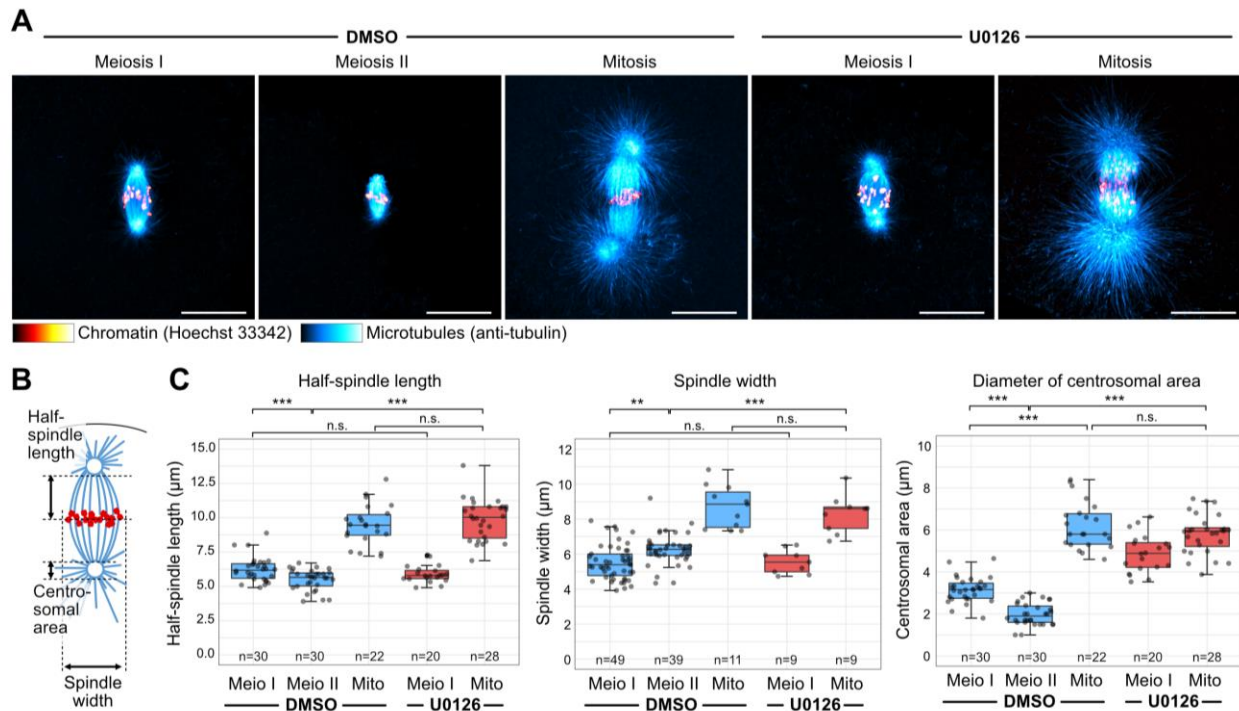 A
DMSO
U0126
Meiosis I
Meiosis II
Mitosis
Meiosis I
Mitosis
Chromatin (Hoechst 33342)
Microtubules (anti-tubulin)
B
Half-
spindle
length
Centro-
somal
area
Spindle
width
C
Half-spindle length
*** ***
n.s. n.s.
Half-spindle length (µm)
15.0
12.5
10.0
7.5
5.0
2.5
0.0
n=30 n=30 n=22 n=20 n=28
Meio I Meio II Mito Meio I Mito
DMSO U0126
Spindle width
** ***
n.s. n.s.
Spindle width (µm)
12
10
8
6
4
2
0
n=49 n=39 n=11 n=9 n=9
Meio I Meio II Mito Meio I Mito
DMSO U0126
Diameter of centrosomal area
*** ***
*** n.s.
Centrosomal area (µm)
10
8
6
4
2
0
n=30 n=30 n=22 n=20 n=28
Meio I Meio II Mito Meio I Mito
DMSO U0126